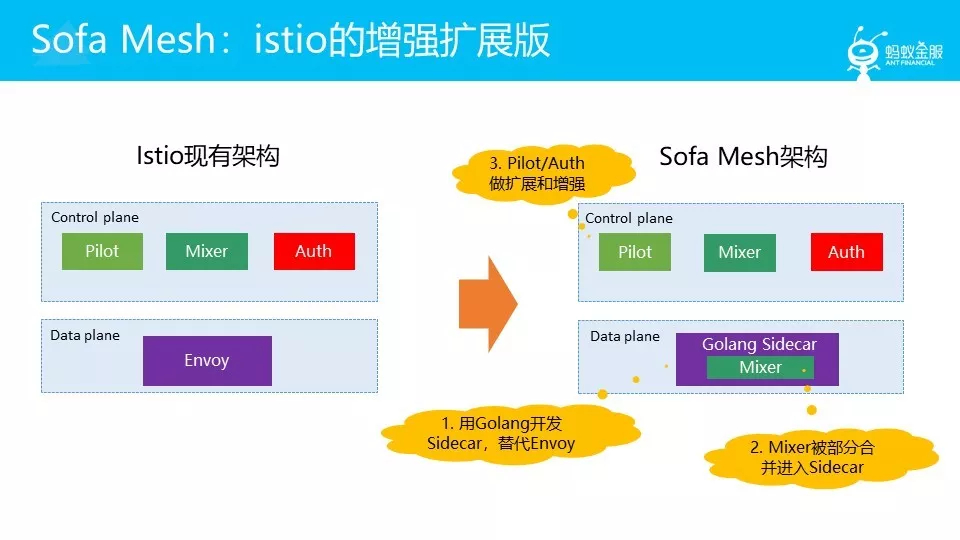 Sofa Mesh：istio的增强扩展版
蚂蚁金服
ANT FINANCIAL
Istio现有架构
Control plane
Pilot
Mixer
Auth
Data plane
Envoy
3. Pilot/Auth
做扩展和增强
Sofa Mesh架构
Control plane
Pilot
Mixer
Auth
Data plane
Golang Sidecar
Mixer
1. 用Golang开发
Sidecar，替代Envoy
2. Mixer被部分合
并进入Sidecar